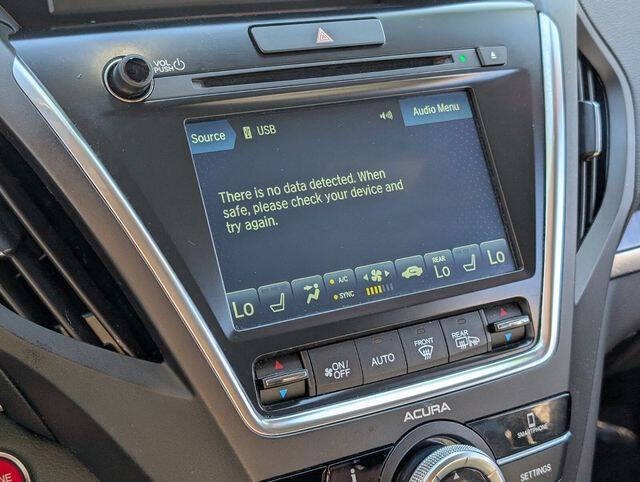 VOL
PUSH
Source
USB
Audio Menu
There is no data detected. When
safe, please check your device and
try again.
Lo
A/C
SYNC
REAR
Lo
Lo
ON/
OFF
AUTO
FRONT
REAR
ACURA
SMARTPHONE
SETTINGS
i
NE